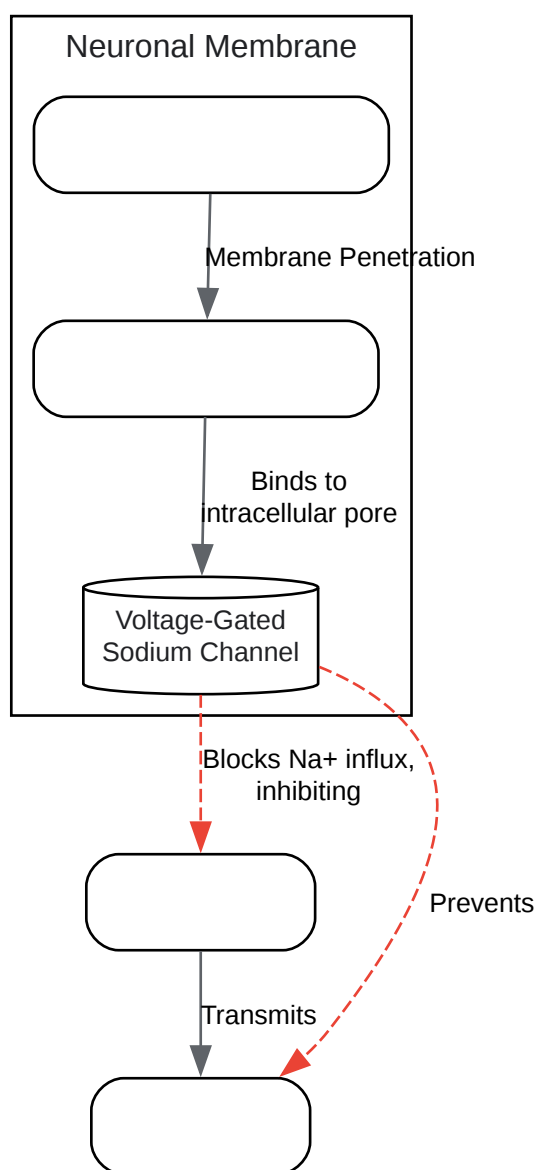 Neuronal Membrane
Membrane Penetration
Binds to
intracellular pore
Voltage-Gated
Sodium Channel
Blocks Na+ influx,
inhibiting
Prevents
Transmits